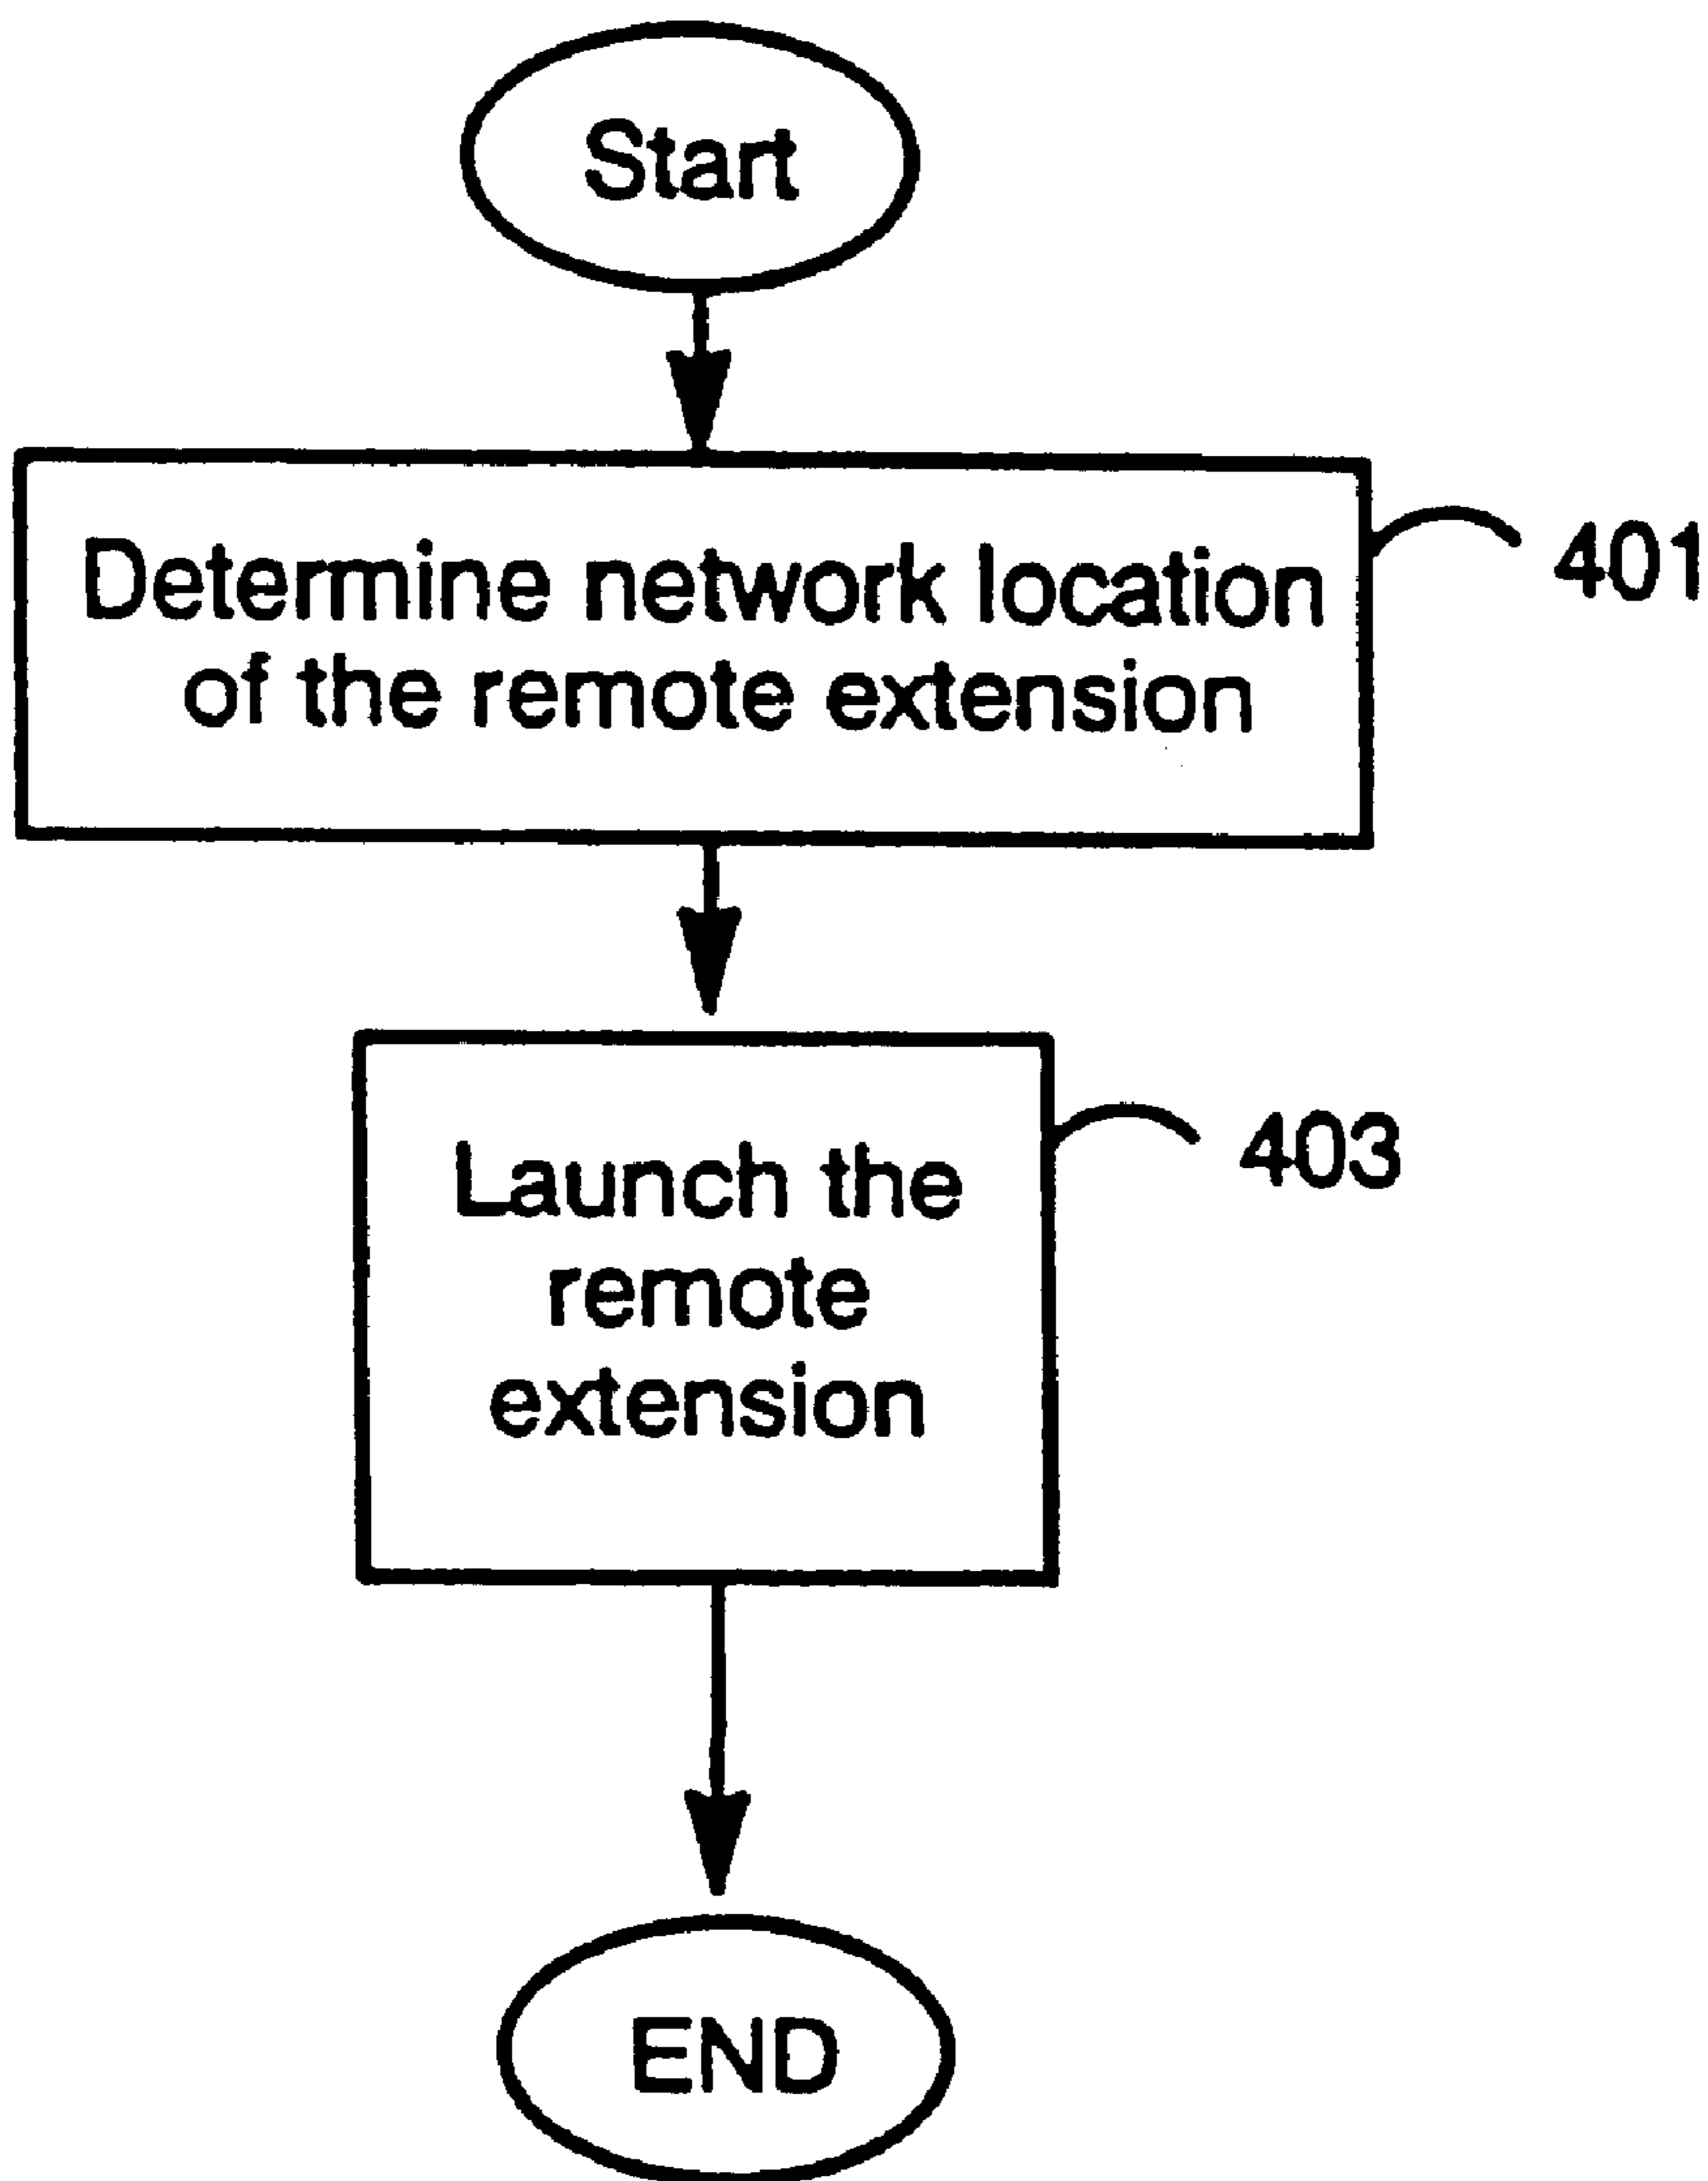 Start
Determine network location
of the remote extension
401
Launch the
remote
extension
403
END